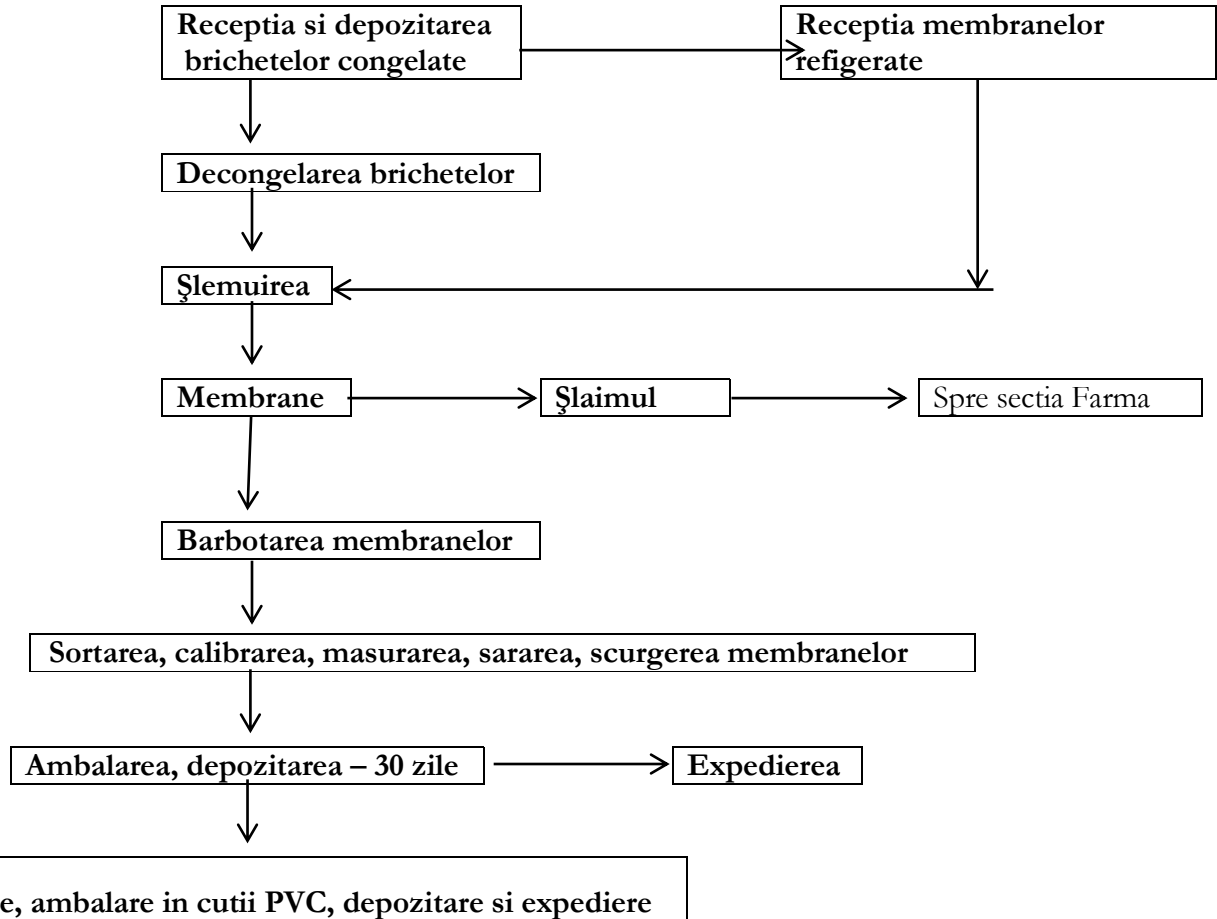 Receptia si depozitarea
brichetelor congelate
Receptia membranelor
refigerate
Decongelarea brichetelor
Şlemuirea
Membrane
Şlaimul
Spre sectia Farma
Barbotarea membranelor
Sortarea, calibrarea, masurarea, sararea, scurgerea membranelor
Ambalarea, depozitarea – 30 zile
Expedierea
ambalare in cutii PVC, depozitare si expediere